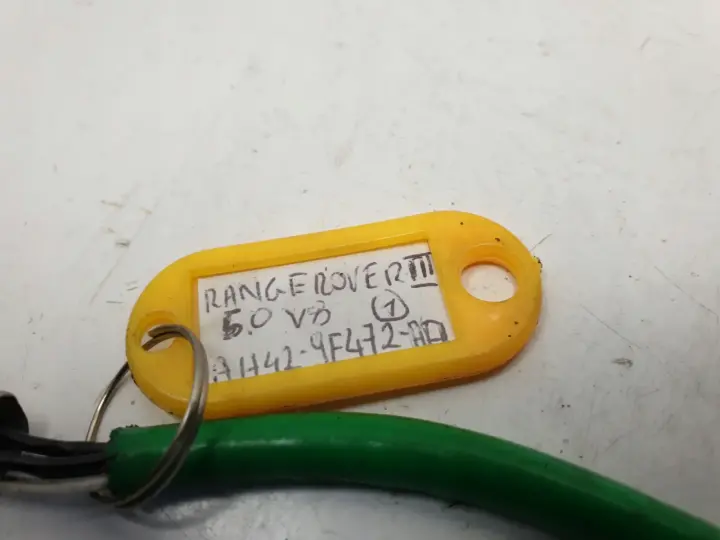 RANGEROVER III
5.0 V8 (1)
AH42-9F472-AD